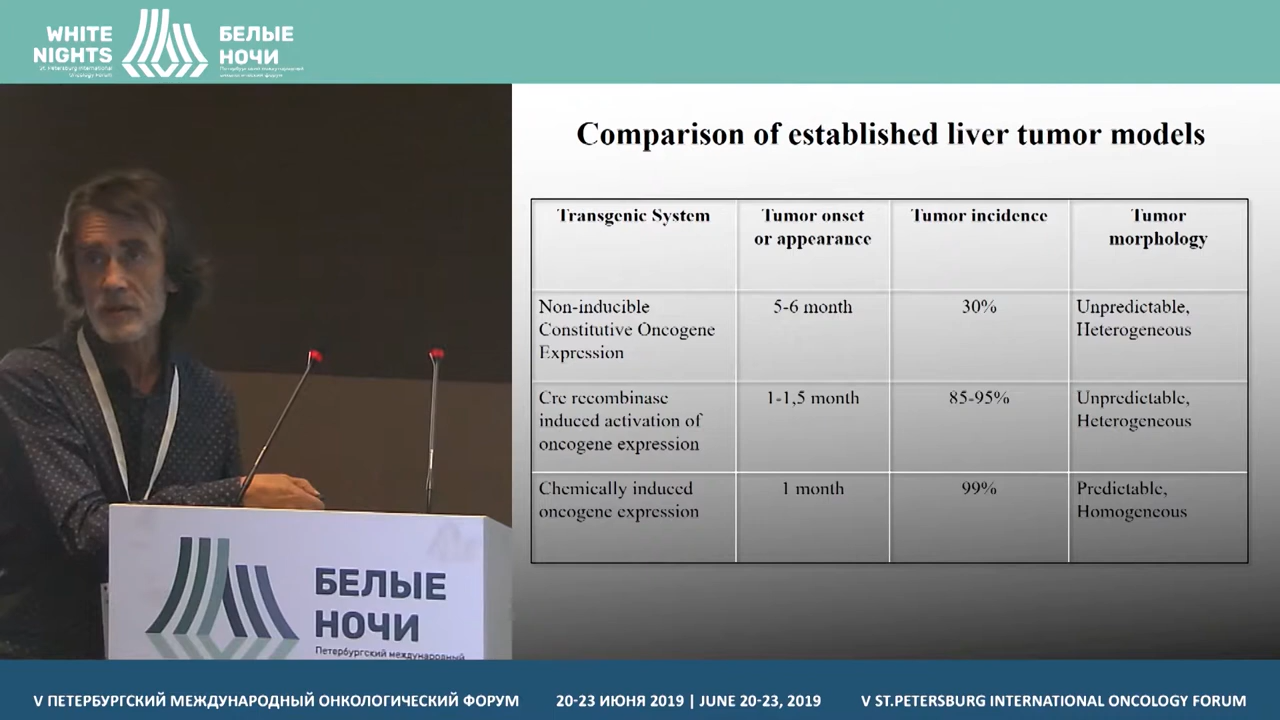 WHITE
NIGHTS
St. Petersburg International
Oncology Forum
БЕЛЫЕ
НОЧИ
Петербургский международный
онкологический форум
Comparison of established liver tumor models
Transgenic System
Tumor onset
or appearance
Tumor incidence
Tumor
morphology
Non-inducible
Constitutive Oncogene
Expression
5-6 month
30%
Unpredictable,
Heterogeneous
Cre recombinase
induced activation of
oncogene expression
1-1,5 month
85-95%
Unpredictable,
Heterogeneous
Chemically induced
oncogene expression
1 month
99%
Predictable,
Homogeneous
БЕЛЫЕ
НОЧИ
Петербургский международный
V ПЕТЕРБУРГСКИЙ МЕЖДУНАРОДНЫЙ ОНКОЛОГИЧЕСКИЙ ФОРУМ
20-23 ИЮНЯ 2019 | JUNE 20-23, 2019
V ST.PETERSBURG INTERNATIONAL ONCOLOGY FORUM